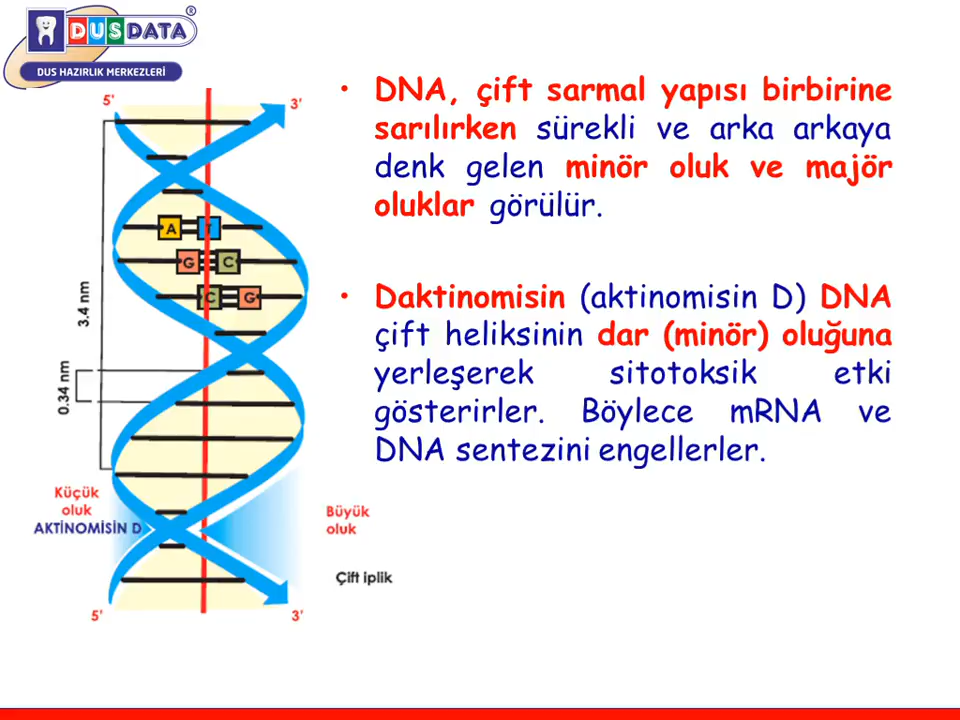 DUSDATA®
DUS HAZIRLIK MERKEZLERİ
• DNA, çift sarmal yapısı birbirine
sarılırken sürekli ve arka arkaya
denk gelen minör oluk ve majör
oluklar görülür.
• Daktinomisin (aktinomisin D) DNA
çift heliksinin dar (minör) oluğuna
yerleşerek sitotoksik etki
gösterirler. Böylece mRNA ve
DNA sentezini engellerler.
5'
3'
A T
G C
C G
3.4 nm
0.34 nm
Küçük
oluk
AKTİNOMİSİN D
Büyük
oluk
Çift iplik
5'
3'